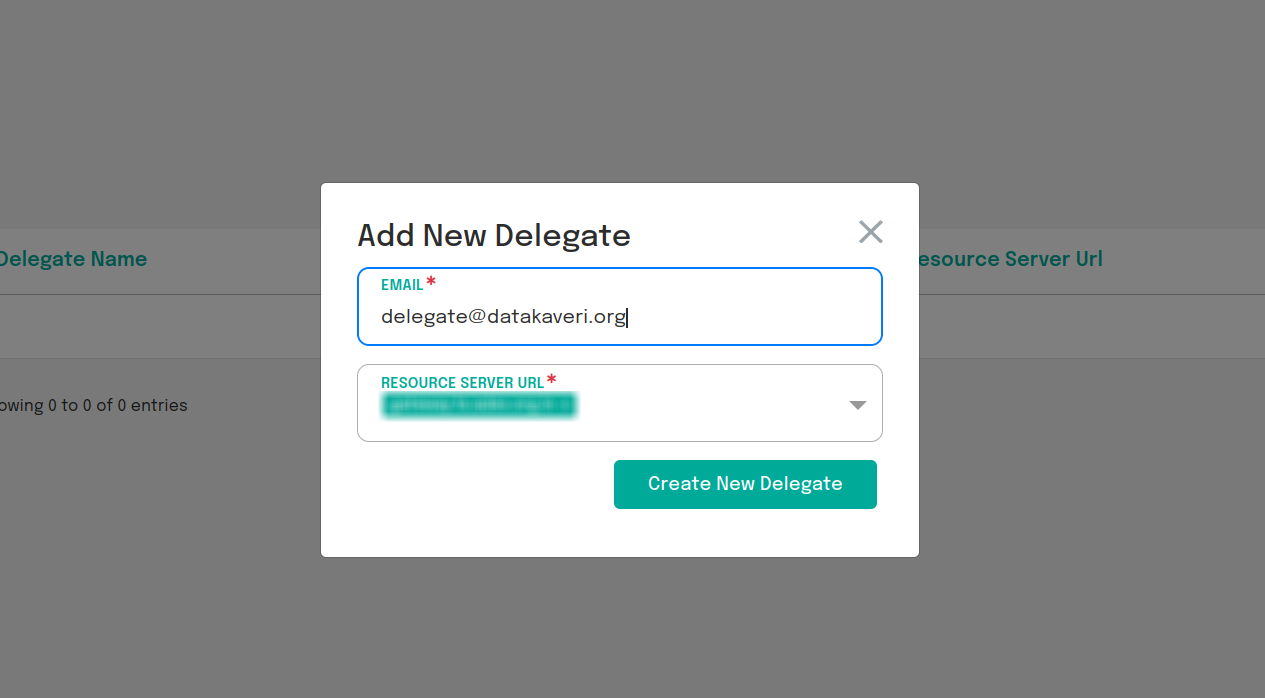 Add New Delegate
Delegate Name
esource Server Url
EMAIL*
delegate@datakaveri.org
RESOURCE SERVER URL*
owing 0 to 0 of 0 entries
Create New Delegate